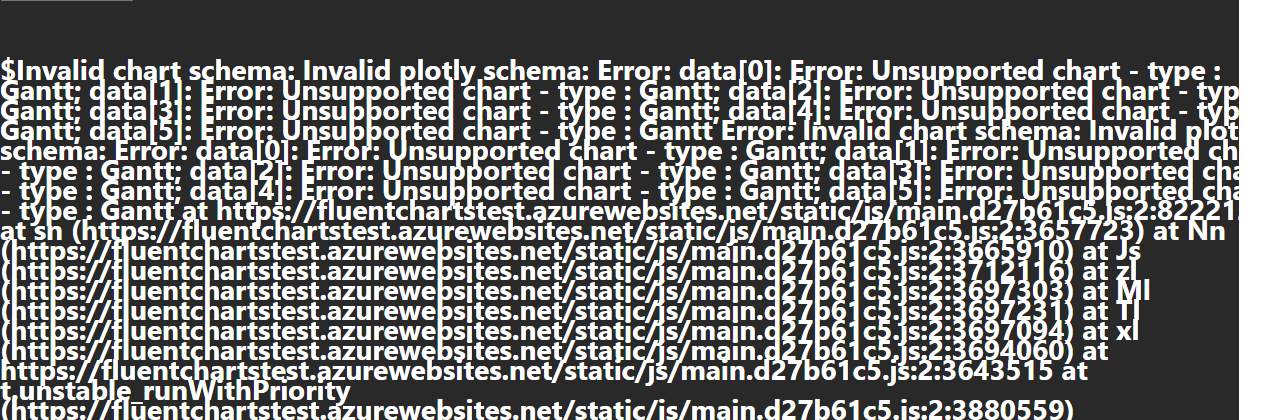 $Invalid chart schema: Invalid plotly schema: Error: data[0]: Error: Unsupported chart - type :
Gantt; data[1]: Error: Unsupported chart - type : Gantt; data[2]: Error: Unsupported chart - typ
Gantt; data[3]: Error: Unsupported chart - type : Gantt; data[4]: Error: Unsupported chart - typ
Gantt; data[5]: Error: Unsupported chart - type : Gantt Error: Invalid chart schema: Invalid plot
schema: Error: data[0]: Error: Unsupported chart - type : Gantt; data[1]: Error: Unsupported ch
- type : Gantt; data[2]: Error: Unsupported chart - type : Gantt; data[3]: Error: Unsupported cha
- type : Gantt; data[4]: Error: Unsupported chart - type : Gantt; data[5]: Error: Unsupported cha
- type : Gantt at https://fluentchartstest.azurewebsites.net/static/js/main.d27b61c5.js:2:822212
at sh (https://fluentchartstest.azurewebsites.net/static/js/main.d27b61c5.js:2:3657723) at Nn
(https://fluentchartstest.azurewebsites.net/static/js/main.d27b61c5.js:2:3665910) at Js
(https://fluentchartstest.azurewebsites.net/static/js/main.d27b61c5.js:2:3712116) at zl
(https://fluentchartstest.azurewebsites.net/static/js/main.d27b61c5.js:2:3697303) at Ml
(https://fluentchartstest.azurewebsites.net/static/js/main.d27b61c5.js:2:3697231) at Tl
(https://fluentchartstest.azurewebsites.net/static/js/main.d27b61c5.js:2:3697094) at xl
(https://fluentchartstest.azurewebsites.net/static/js/main.d27b61c5.js:2:3694060) at
https://fluentchartstest.azurewebsites.net/static/js/main.d27b61c5.js:2:3643515 at
t.unstable_runWithPriority
(https://fluentchartstest.azurewebsites.net/static/js/main.d27b61c5.js:2:3880559)